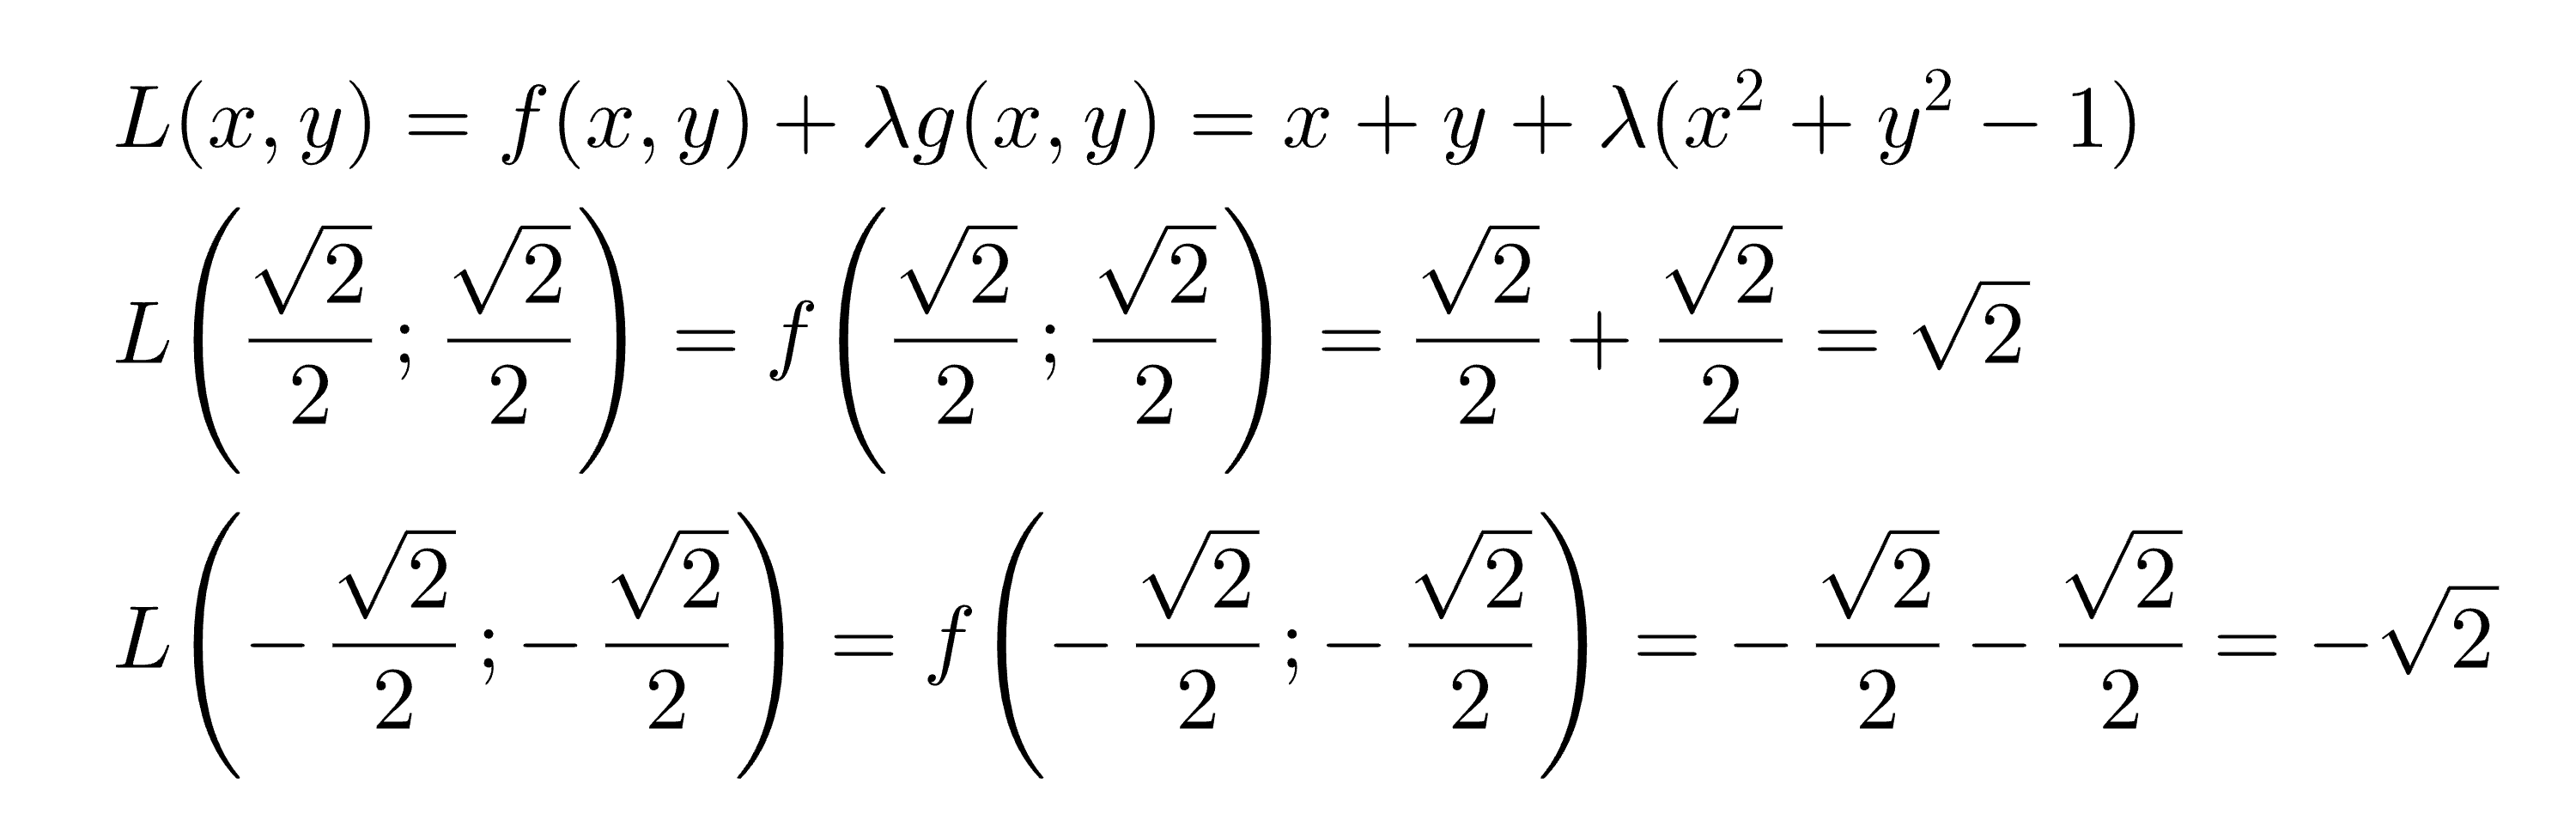 L(x, y) = f(x, y) + λg(x, y) = x + y + λ(x² + y² − 1)
L(√2/2 ; √2/2) = f(√2/2 ; √2/2) = √2/2 + √2/2 = √2
L(−√2/2 ; −√2/2) = f(−√2/2 ; −√2/2) = −√2/2 − √2/2 = −√2